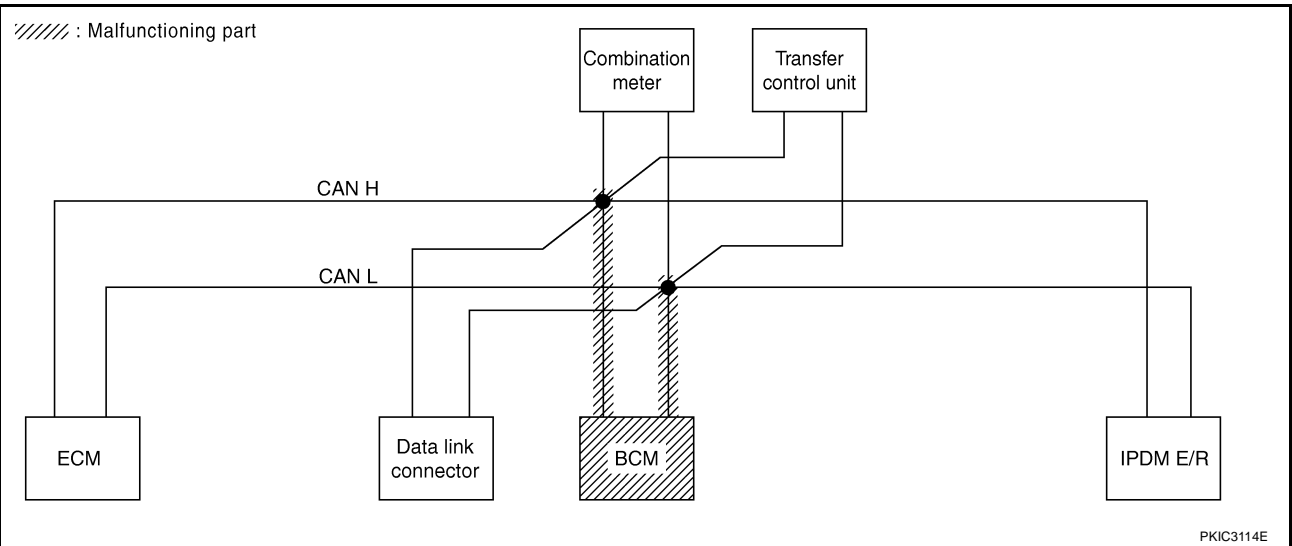 : Malfunctioning part
Combination
meter
Transfer
control unit
CAN H
CAN L
ECM
Data link
connector
BCM
IPDM E/R
PKIC3114E